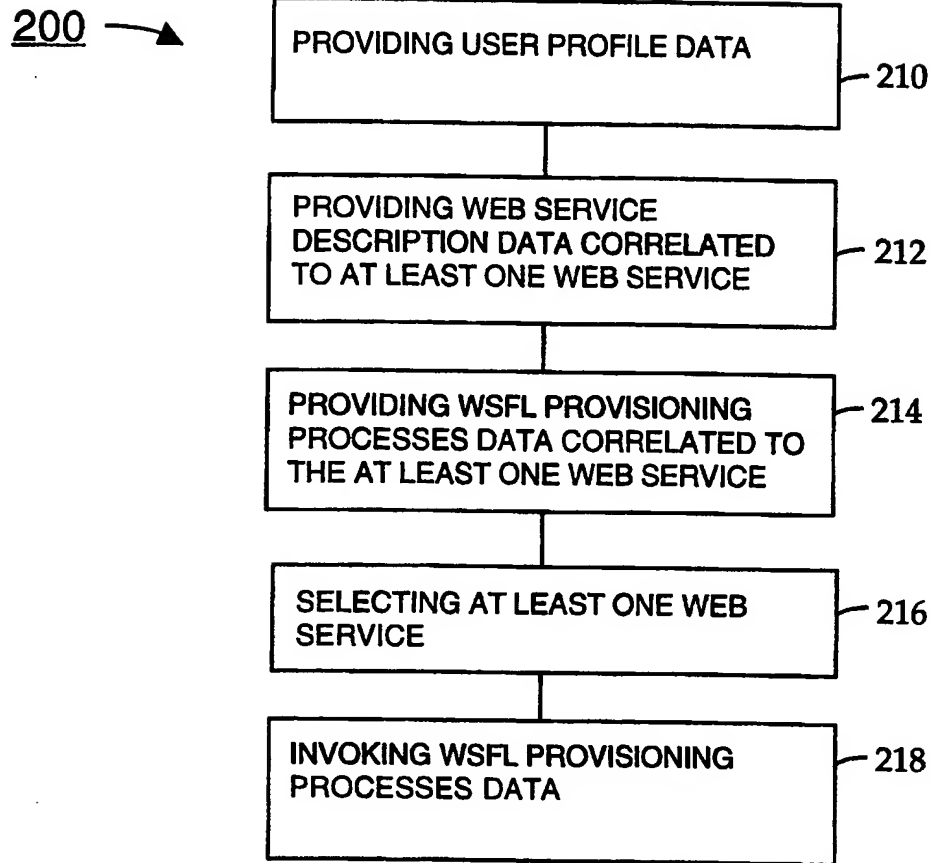 200
PROVIDING USER PROFILE DATA
210
PROVIDING WEB SERVICE
DESCRIPTION DATA CORRELATED
TO AT LEAST ONE WEB SERVICE
212
PROVIDING WSFL PROVISIONING
PROCESSES DATA CORRELATED TO
THE AT LEAST ONE WEB SERVICE
214
SELECTING AT LEAST ONE WEB
SERVICE
216
INVOKING WSFL PROVISIONING
PROCESSES DATA
218